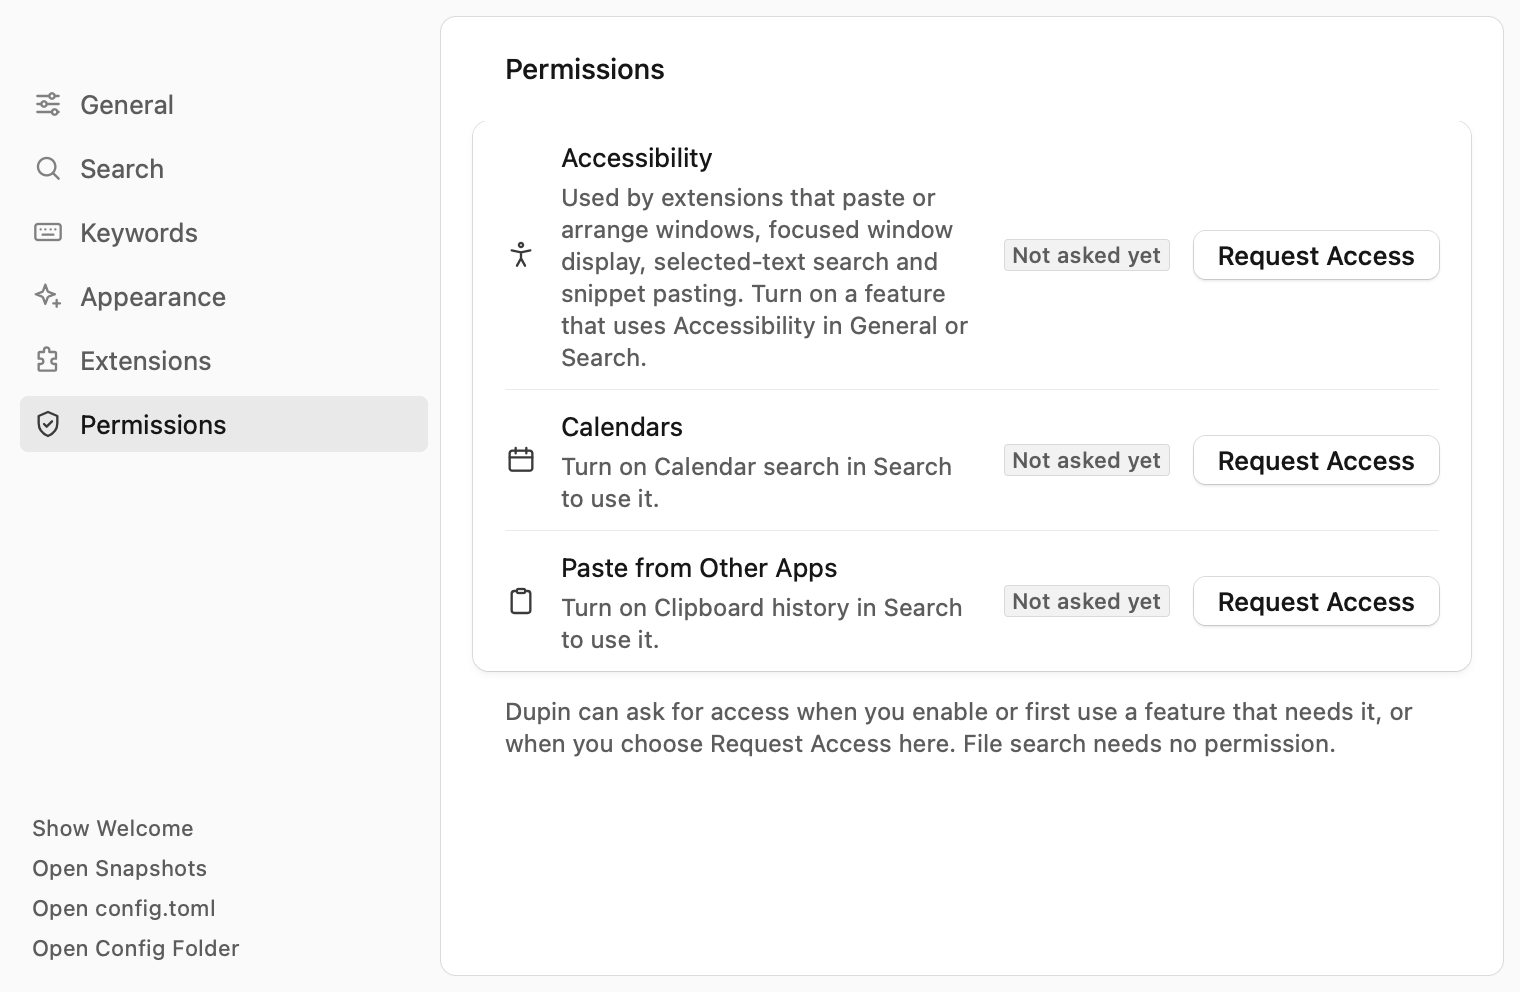 General
Search
Keywords
Appearance
Extensions
Permissions
Show Welcome
Open Snapshots
Open config.toml
Open Config Folder
Permissions
Accessibility
Used by extensions that paste or
arrange windows, focused window
display, selected-text search and
snippet pasting. Turn on a feature
that uses Accessibility in General or
Search.
Not asked yet
Request Access
Calendars
Turn on Calendar search in Search
to use it.
Not asked yet
Request Access
Paste from Other Apps
Turn on Clipboard history in Search
to use it.
Not asked yet
Request Access
Dupin can ask for access when you enable or first use a feature that needs it, or
when you choose Request Access here. File search needs no permission.